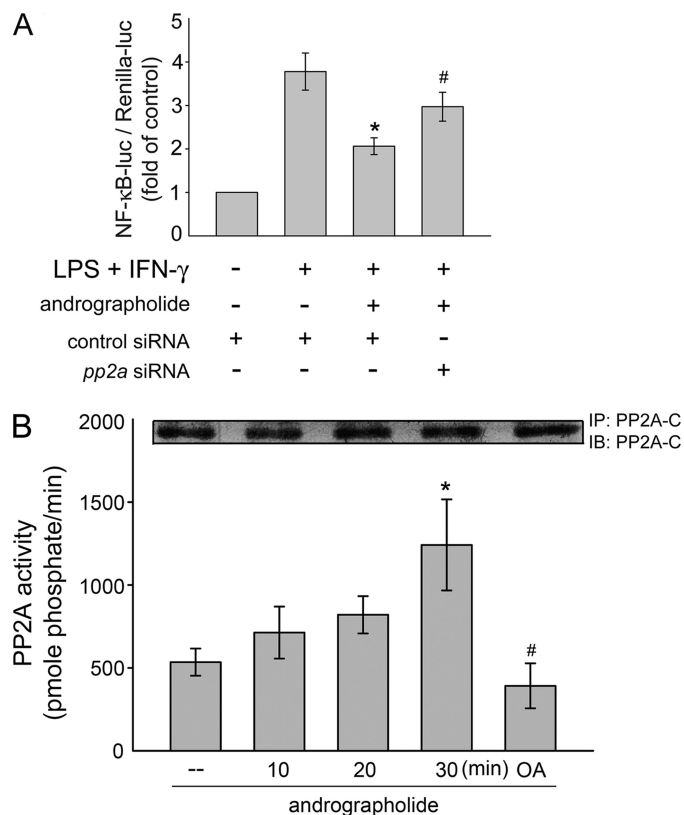 A
NF-κB-luc / Renilla-luc
(fold of control)
5
4
3
2
1
0
*
#
LPS + IFN-γ - + + +
andrographolide - - + +
control siRNA + + + -
pp2a siRNA - - - +
B
PP2A activity
(pmole phosphate/min)
2000
1500
1000
500
0
IP: PP2A-C
IB: PP2A-C
*
#
-- 10 20 30 (min) OA
andrographolide